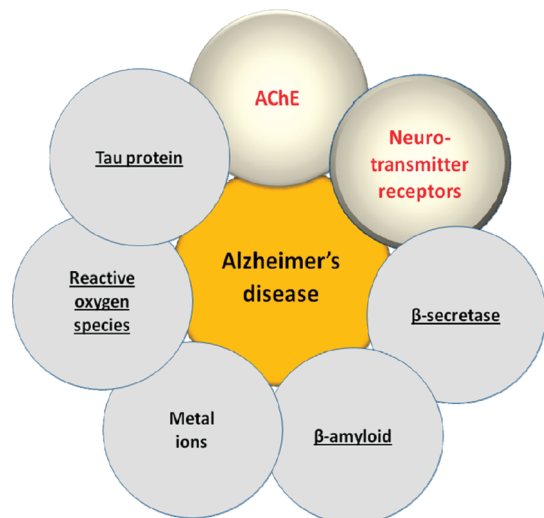 AChE
Neuro-
transmitter
receptors
Tau protein
Alzheimer's
disease
Reactive
oxygen
species
β-secretase
Metal
ions
β-amyloid